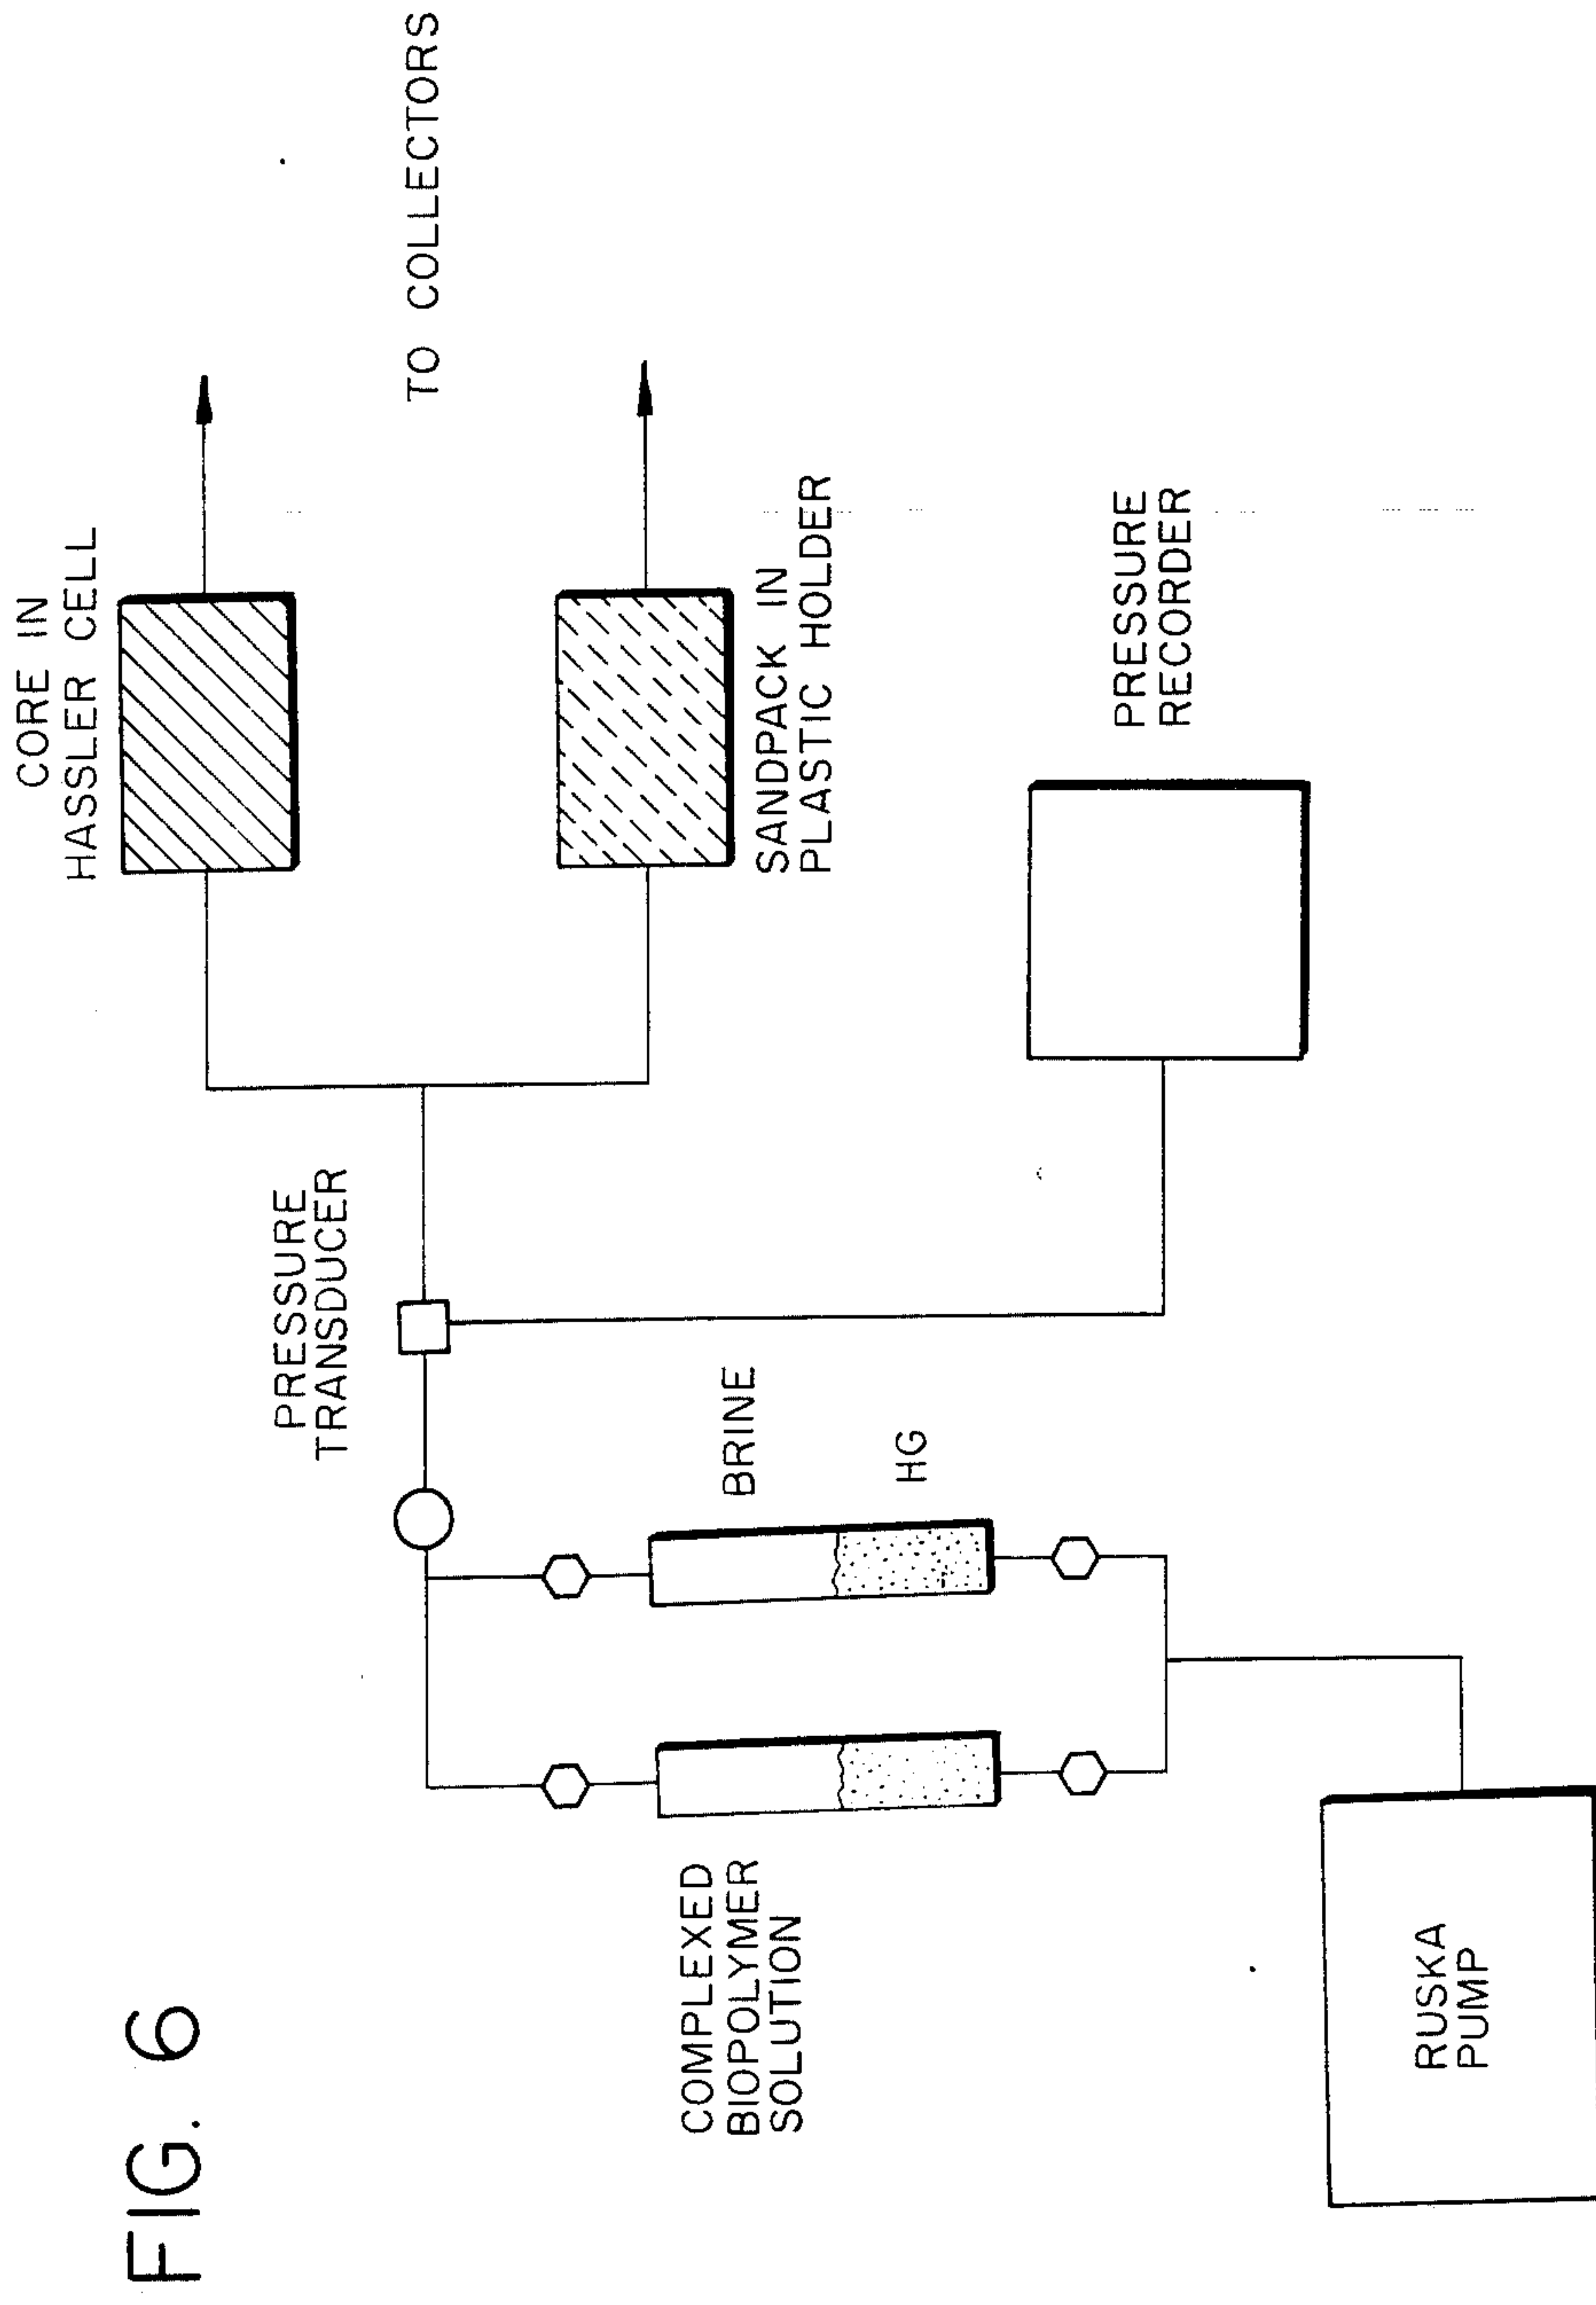 FIG. 6
CORE IN
HASSLER CELL
TO COLLECTORS
PRESSURE
TRANSDUCER
SANDPACK IN
PLASTIC HOLDER
COMPLEXED
BIOPOLYMER
SOLUTION
BRINE
HG
PRESSURE
RECORDER
RUSKA
PUMP